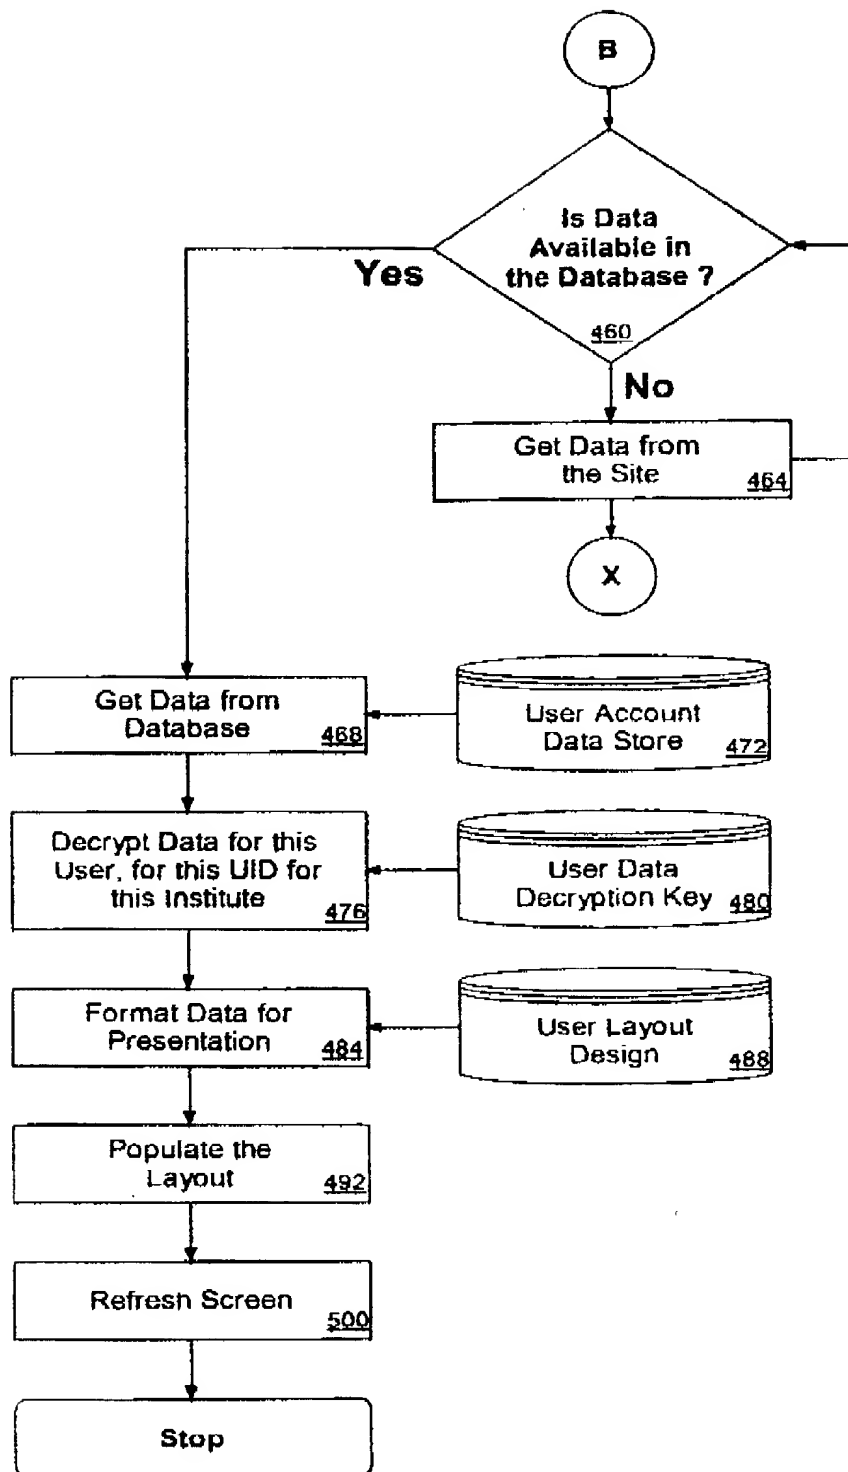 B
Is Data
Available in
the Database ?
460
Yes
No
Get Data from
the Site
464
X
Get Data from
Database
468
User Account
Data Store
472
Decrypt Data for this
User, for this UID for
this Institute
476
User Data
Decryption Key
480
Format Data for
Presentation
484
User Layout
Design
488
Populate the
Layout
492
Refresh Screen
500
Stop